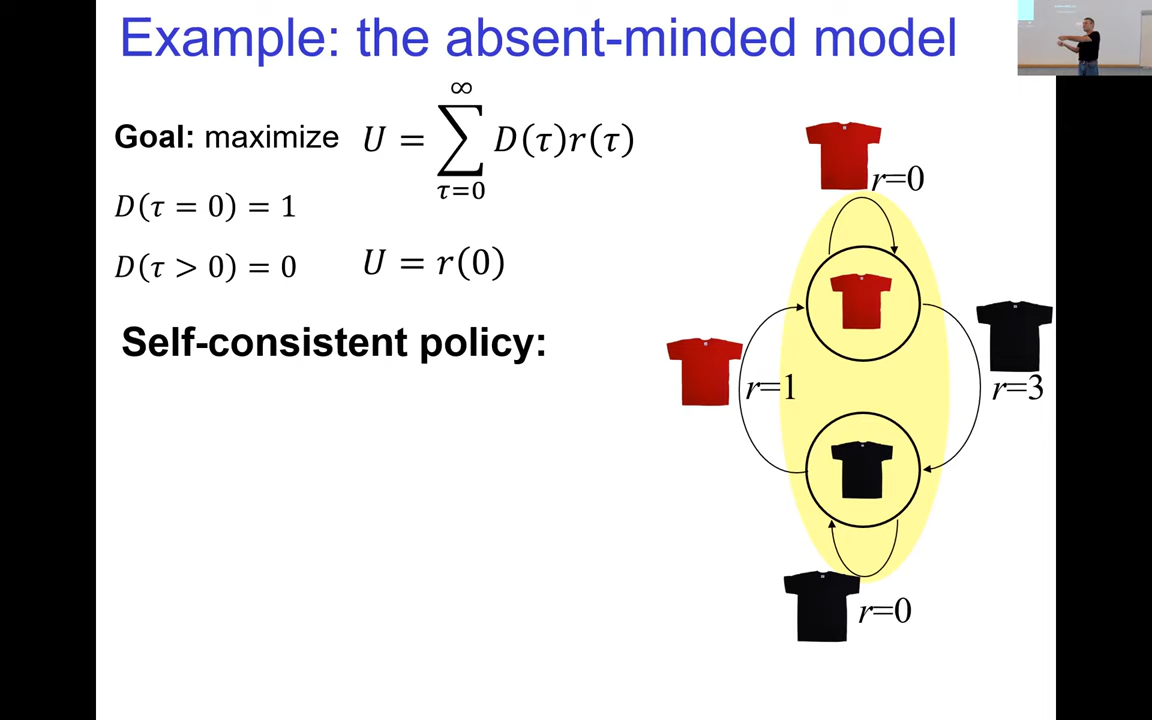 Example: the absent-minded model
Goal: maximize U = ∑_{τ=0}^{∞} D(τ)r(τ)
D(τ = 0) = 1
D(τ > 0) = 0 U = r(0)
Self-consistent policy:
r=0
r=1
r=3
r=0